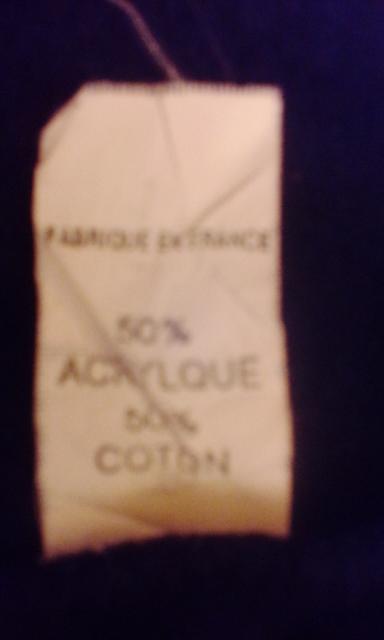 FABRIQUE EN FRANCE
50%
ACRYLQUE
50%
COTON